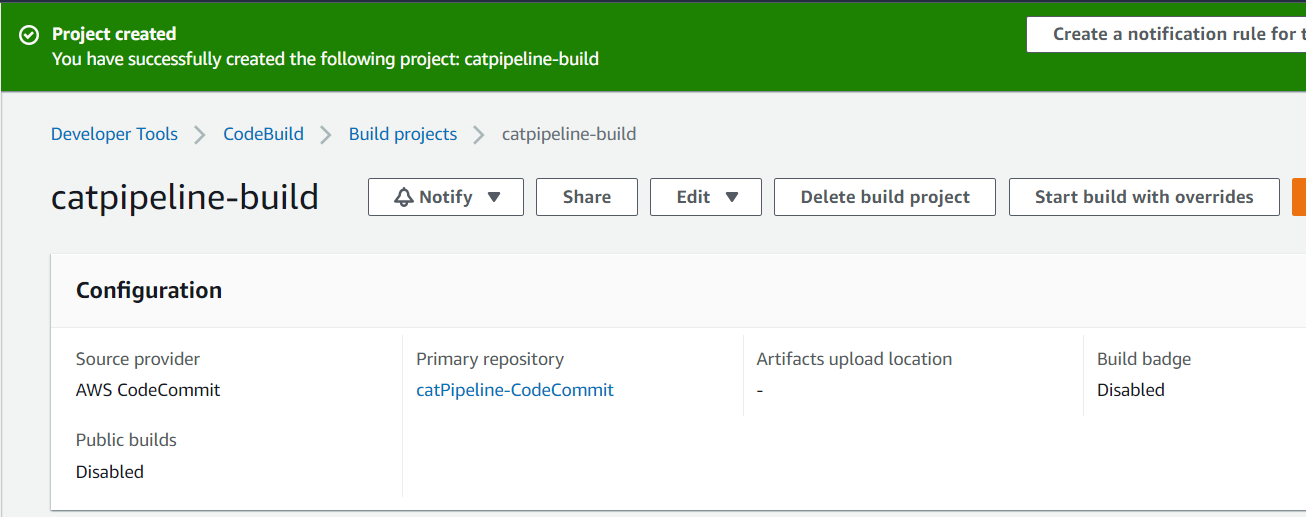 Project created
You have successfully created the following project: catpipeline-build
Create a notification rule for t
Developer Tools
CodeBuild
Build projects
catpipeline-build
catpipeline-build
Notify
Share
Edit
Delete build project
Start build with overrides
Configuration
Source provider
AWS CodeCommit
Primary repository
catPipeline-CodeCommit
Artifacts upload location
-
Build badge
Disabled
Public builds
Disabled